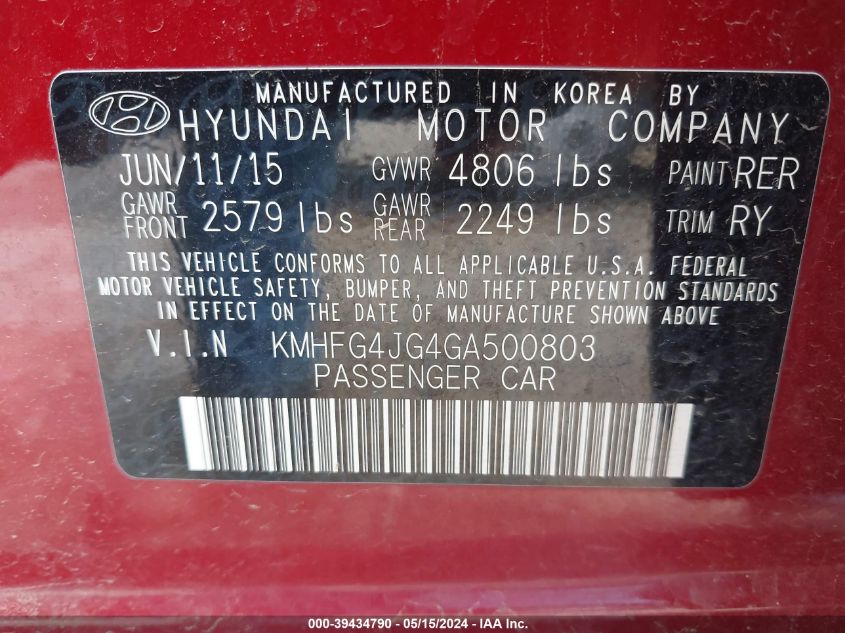 MANUFACTURED IN KOREA BY
HYUNDAI MOTOR COMPANY
JUN/11/15 GVWR 4806 lbs PAINT RER
GAWR FRONT 2579 lbs GAWR REAR 2249 lbs TRIM RY
THIS VEHICLE CONFORMS TO ALL APPLICABLE U.S.A. FEDERAL
MOTOR VEHICLE SAFETY, BUMPER, AND THEFT PREVENTION STANDARDS
IN EFFECT ON THE DATE OF MANUFACTURE SHOWN ABOVE.
V.I.N KMHFG4JG4GA500803
PASSENGER CAR
000-39434790 - 05/15/2024 - IAA, Inc.